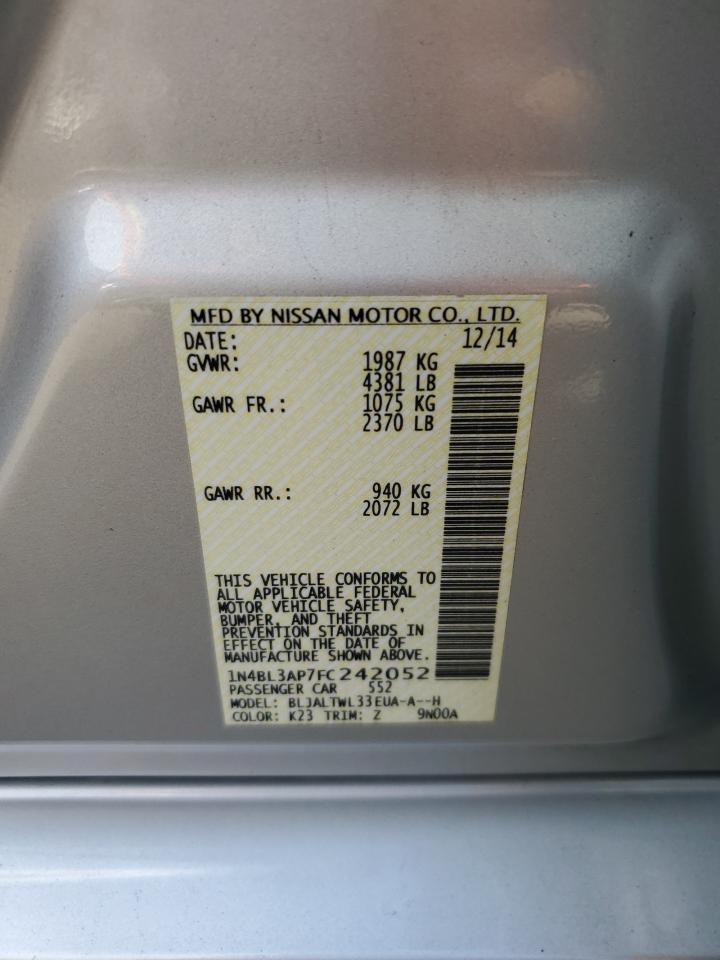 MFD BY NISSAN MOTOR CO., LTD.
DATE: 12/14
GVWR: 1987 KG
4381 LB
GAWR FR.: 1075 KG
2370 LB
GAWR RR.: 940 KG
2072 LB
THIS VEHICLE CONFORMS TO
ALL APPLICABLE FEDERAL
MOTOR VEHICLE SAFETY,
BUMPER, AND THEFT
PREVENTION STANDARDS IN
EFFECT ON THE DATE OF
MANUFACTURE SHOWN ABOVE.
1N4BL3AP7FC242052
PASSENGER CAR 552
MODEL: BLJALTWL33EUA-A--H
COLOR: K23 TRIM: Z 9N00A